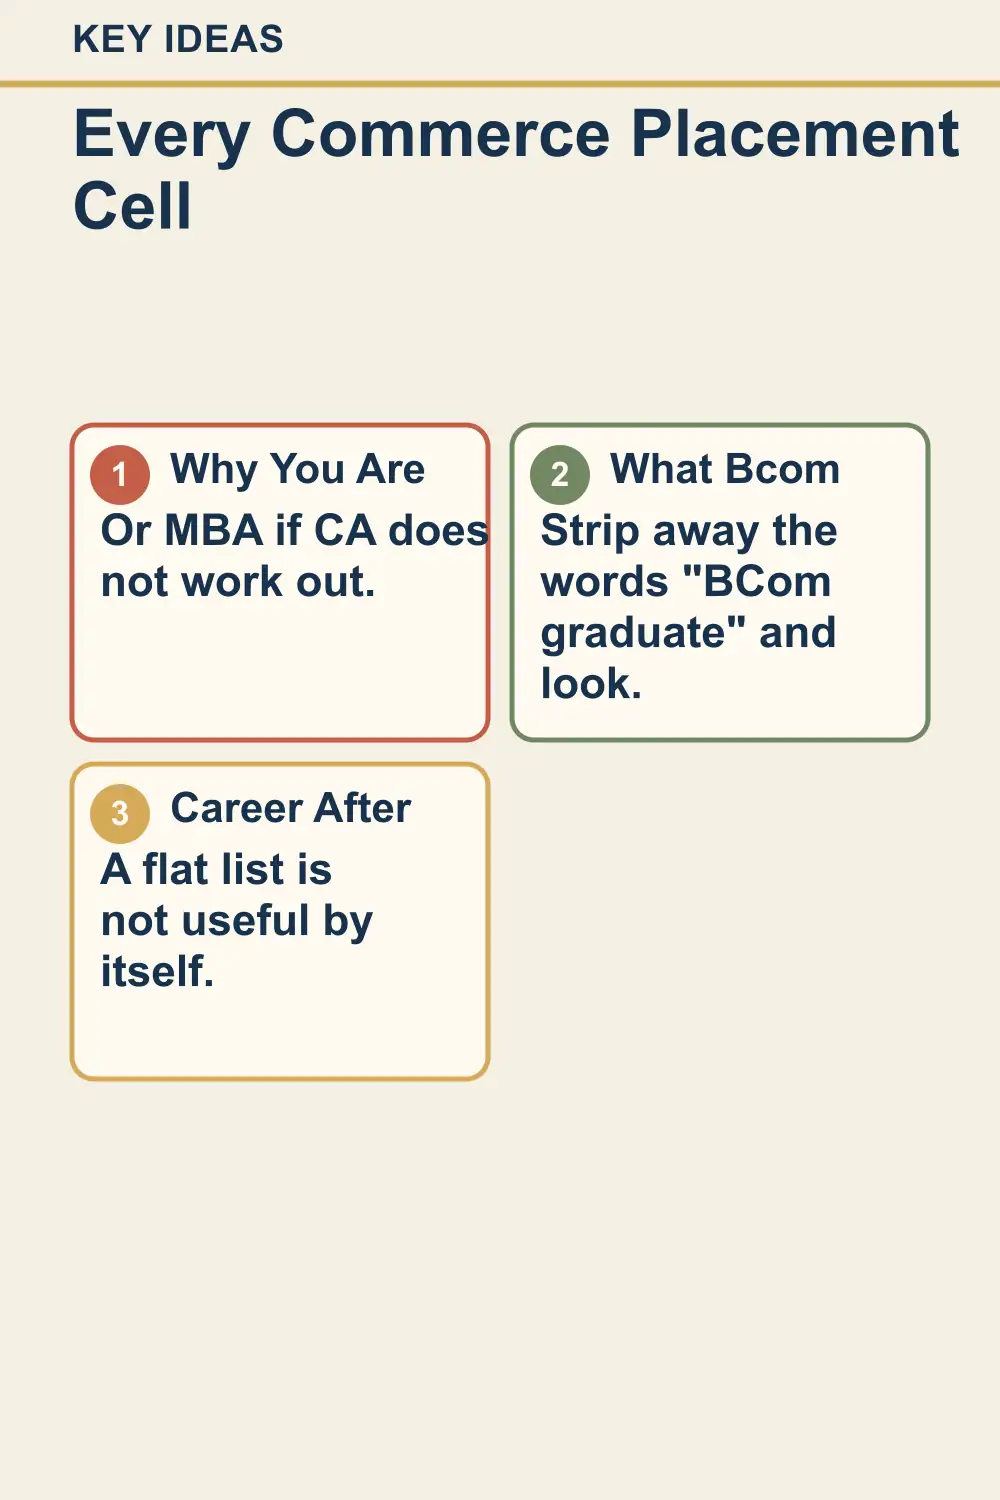 KEY IDEAS
Every Commerce Placement
Cell
1 Why You Are
Or MBA if CA does
not work out.
2 What Bcom
Strip away the
words "BCom
graduate" and
look.
3 Career After
A flat list is
not useful by
itself.